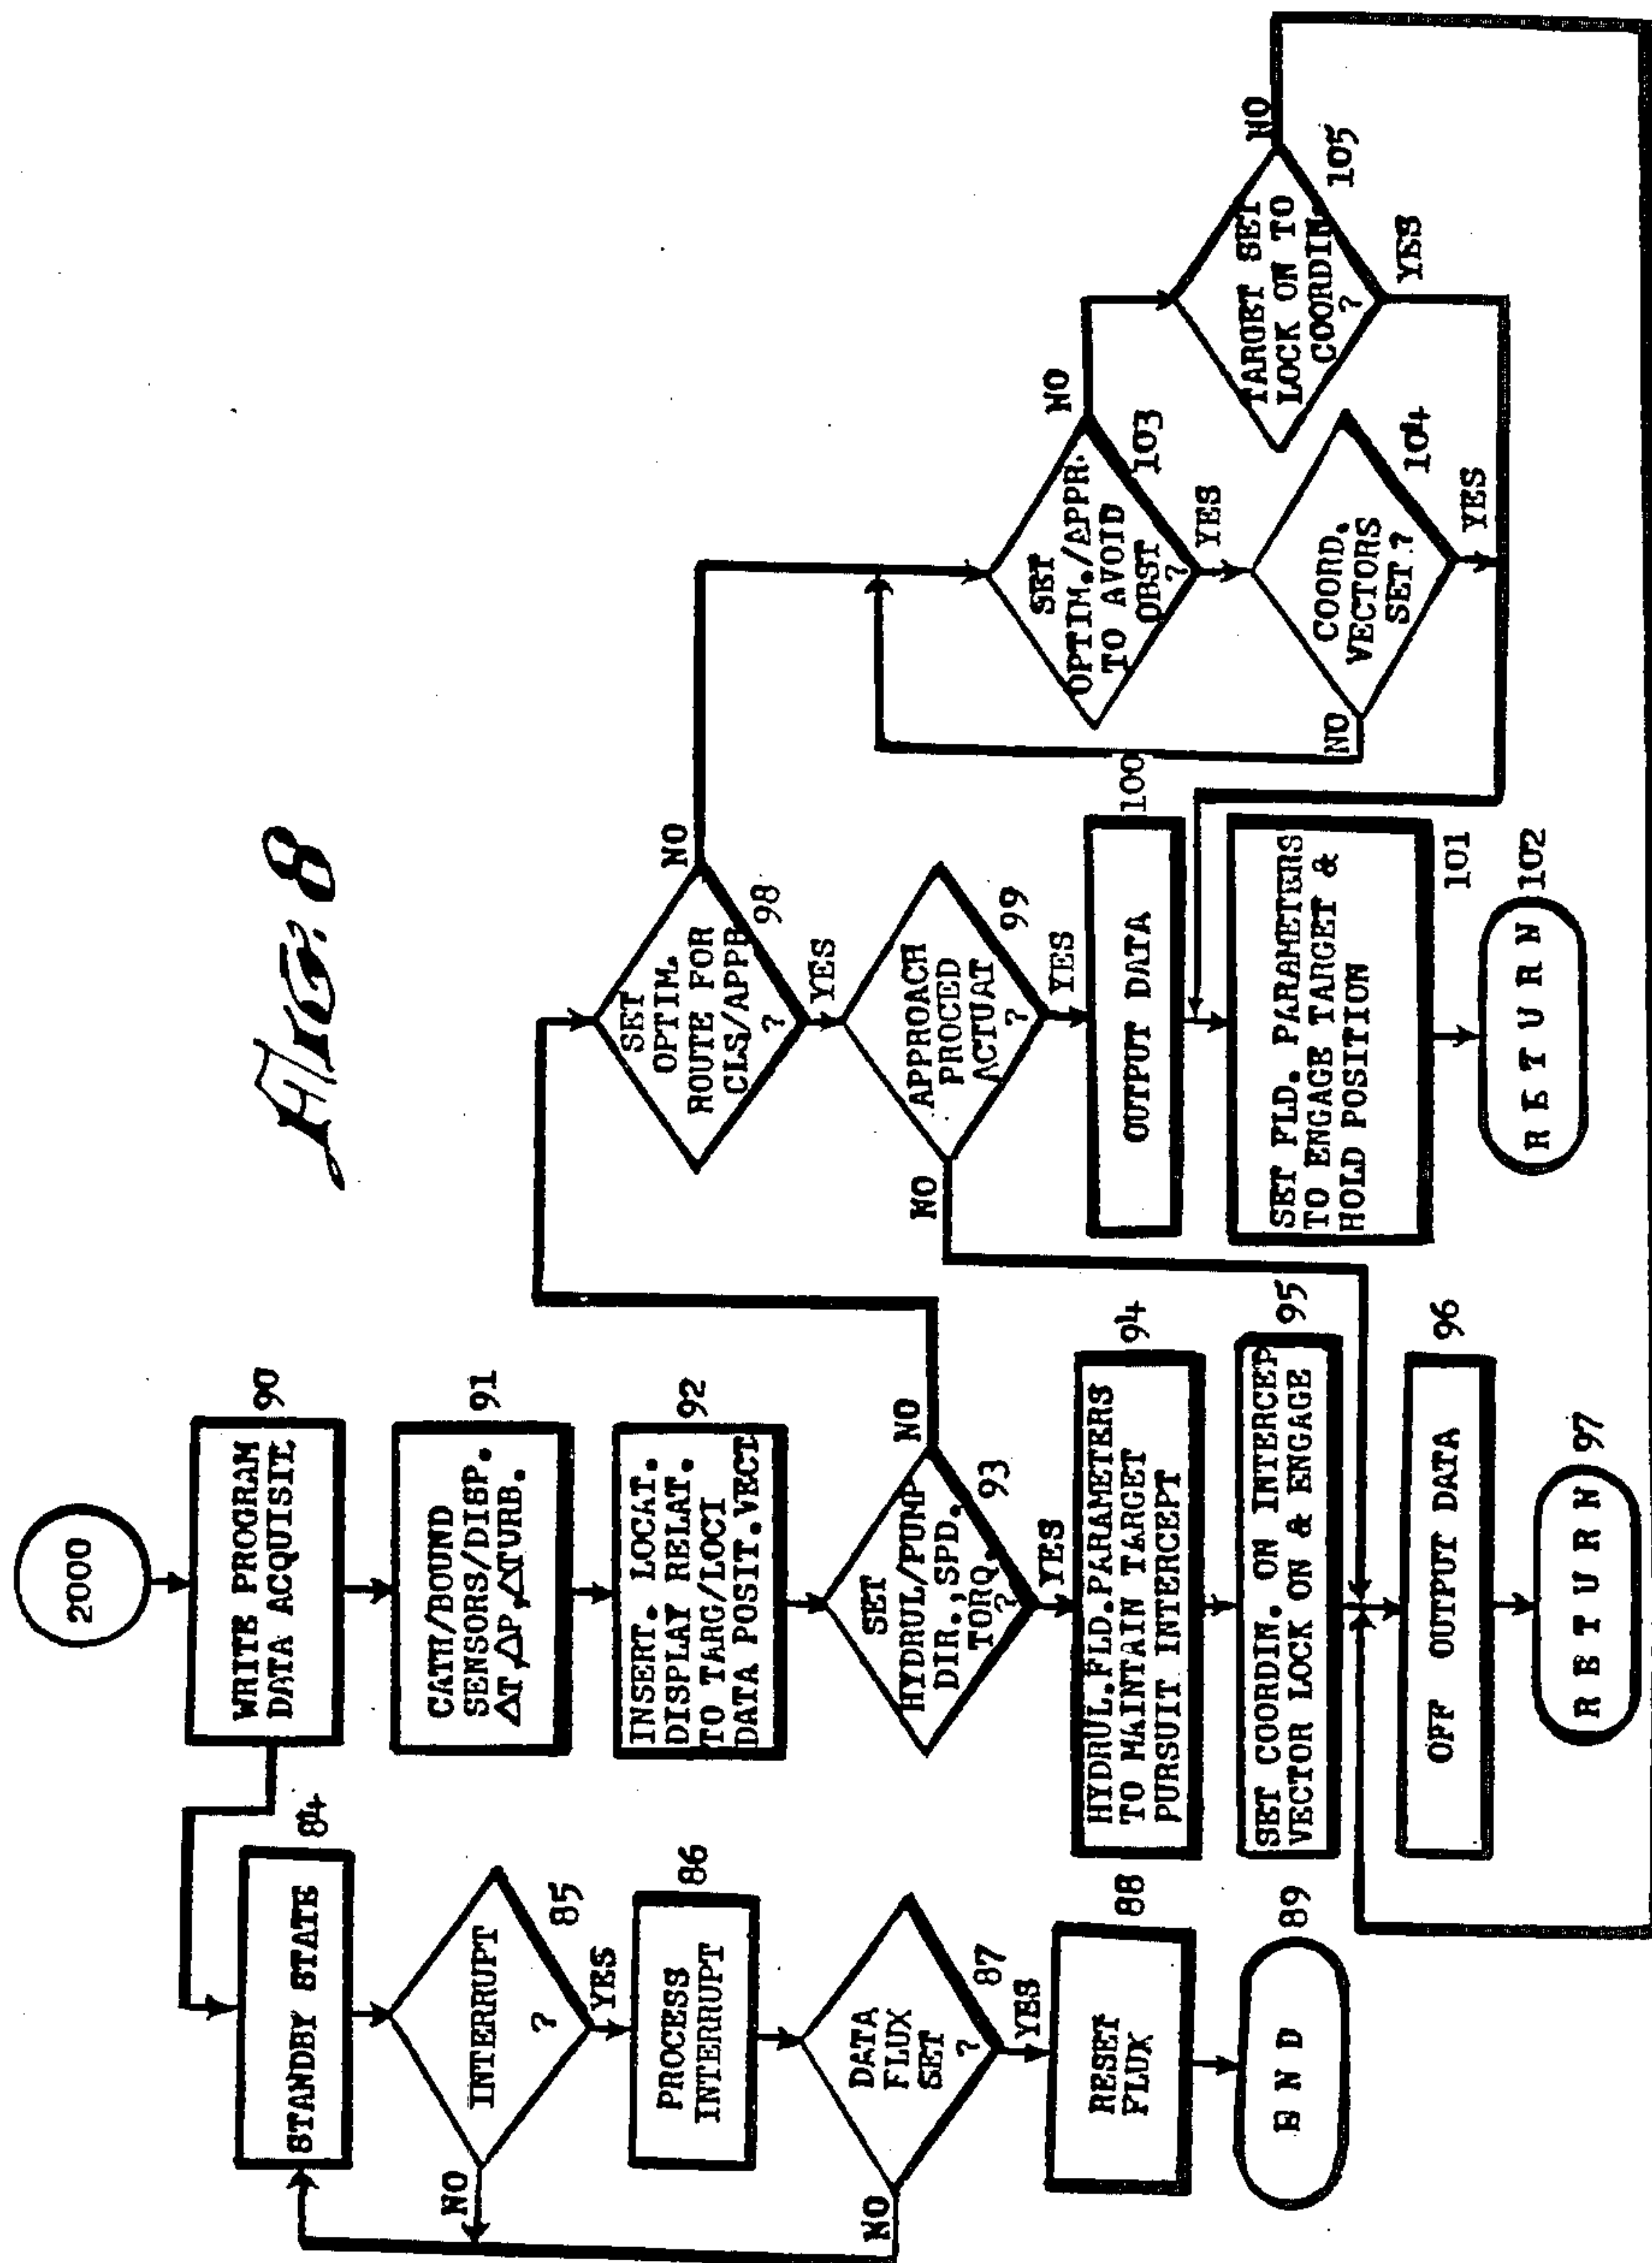 FIG. 8
2000
WRITE PROGRAM
DATA ACQUISIT
90
STANDBY STATE
84
INTERRUPT
?
85
NO
YES
PROCESS
INTERRUPT
86
DATA
FLUX
SET
?
87
NO
YES
RESET
FLUX
88
END
89
CATH/BOUND
SENSORS/DISP.
ΔT,ΔP,ΔTURB.
91
INSERT. LOCAT.
DISPLAY RELAT.
TO TARG/LOCI
DATA POSIT.VECT
92
SET
HYDRUL/PUMP
DIR.,SPD.
TORQ.
?
93
NO
YES
HYDRUL.FLD.PARAMETERS
TO MAINTAIN TARGET
PURSUIT INTERCEPT
94
SET COORDIN. ON INTERCEP
VECTOR LOCK ON & ENGAGE
95
OFF OUTPUT DATA
96
RETURN
97
SET
OPTIM.
ROUTE FOR
CLS/APPR
?
98
NO
YES
APPROACH
PROCED
ACTUAT
?
99
NO
YES
OUTPUT DATA
100
SET FLD. PARAMETERS
TO ENGAGE TARGET &
HOLD POSITION
101
RETURN
102
SET
OPTIM./APPR.
TO AVOID
OBST
?
103
NO
YES
COORD.
VECTORS
SET.?
104
NO
YES
TARGET SET
LOCK ON TO
COORDIN.
?
105
NO
YES